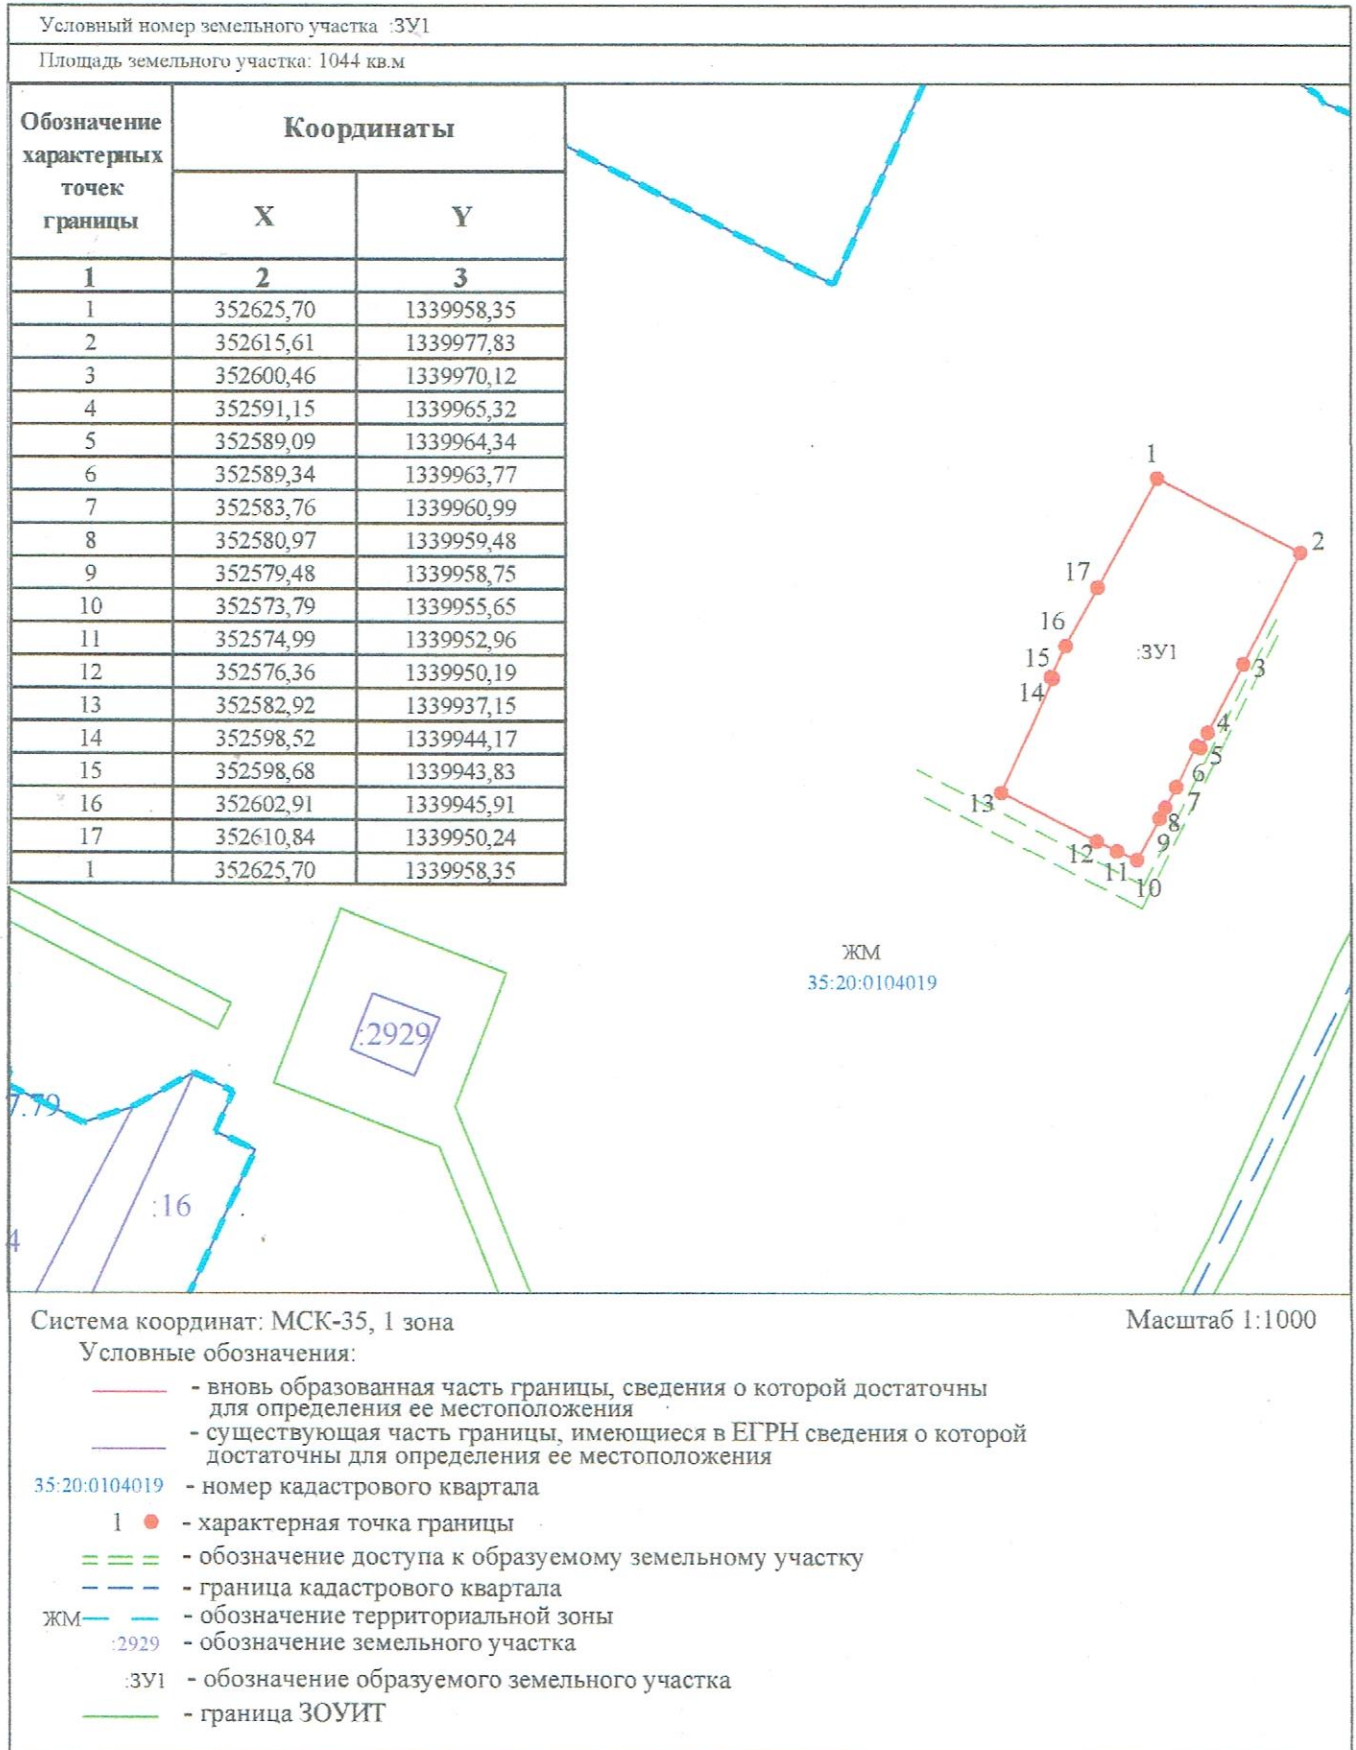 Условный номер земельного участка :ЗУ1
Площадь земельного участка: 1044 кв.м
Обозначение характерных точек границы
Координаты
X Y
1 2 3
1 352625,70 1339958,35
2 352615,61 1339977,83
3 352600,46 1339970,12
4 352591,15 1339965,32
5 352589,09 1339964,34
6 352589,34 1339963,77
7 352583,76 1339960,99
8 352580,97 1339959,48
9 352579,48 1339958,75
10 352573,79 1339955,65
11 352574,99 1339952,96
12 352576,36 1339950,19
13 352582,92 1339937,15
14 352598,52 1339944,17
15 352598,68 1339943,83
16 352602,91 1339945,91
17 352610,84 1339950,24
1 352625,70 1339958,35
1
2
17
16
15
:ЗУ1
3
14
4
5
6
7
13
8
9
12
11
10
ЖМ
35:20:0104019
:2929
7.79
:16
4
Система координат: МСК-35, 1 зона
Масштаб 1:1000
Условные обозначения:
- вновь образованная часть границы, сведения о которой достаточны
для определения ее местоположения
- существующая часть границы, имеющиеся в ЕГРН сведения о которой
достаточны для определения ее местоположения
35:20:0104019 - номер кадастрового квартала
1 - характерная точка границы
- обозначение доступа к образуемому земельному участку
- граница кадастрового квартала
ЖМ - обозначение территориальной зоны
:2929 - обозначение земельного участка
:ЗУ1 - обозначение образуемого земельного участка
- граница ЗОУИТ